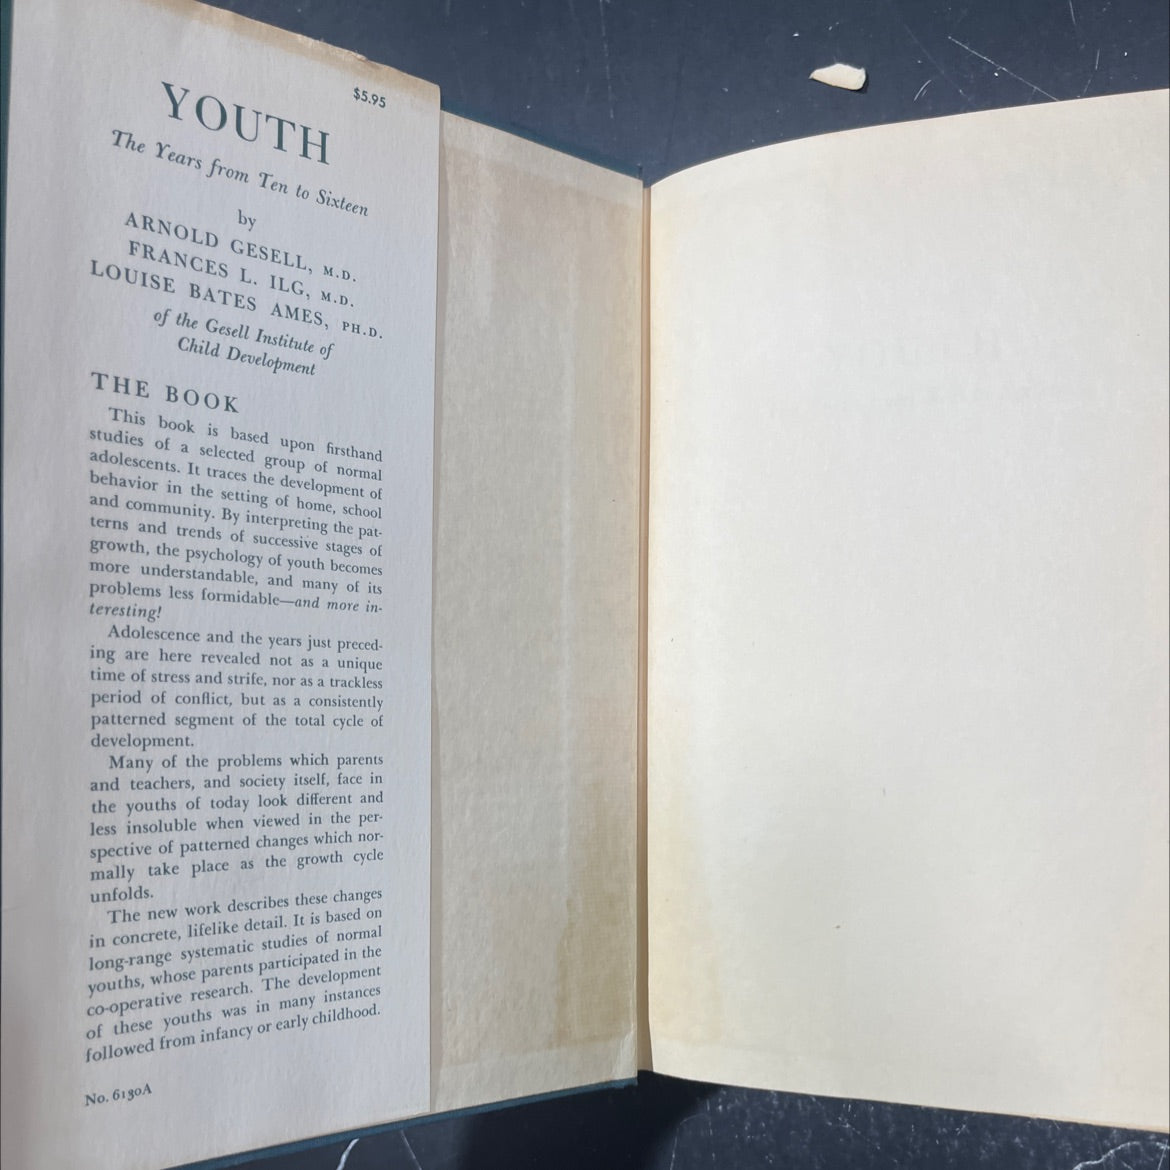 $5.95
YOUTH
The Years from Ten to Sixteen
by
ARNOLD GESELL, M.D.
FRANCES L. ILG, M.D.
LOUISE BATES AMES, PH.D.
of the Gesell Institute of
Child Development
THE BOOK
This book is based upon firsthand
studies of a selected group of normal
adolescents. It traces the development of
behavior in the setting of home, school
and community. By interpreting the pat-
terns and trends of successive stages of
growth, the psychology of youth becomes
more understandable, and many of its
problems less formidable—and more in-
teresting!
Adolescence and the years just preced-
ing are here revealed not as a unique
time of stress and strife, nor as a trackless
period of conflict, but as a consistently
patterned segment of the total cycle of
development.
Many of the problems which parents
and teachers, and society itself, face in
the youths of today look different and
less insoluble when viewed in the per-
spective of patterned changes which nor-
mally take place as the growth cycle
unfolds.
The new work describes these changes
in concrete, lifelike detail. It is based on
long-range systematic studies of normal
youths, whose parents participated in the
co-operative research. The development
of these youths was in many instances
followed from infancy or early childhood.
No. 6130A